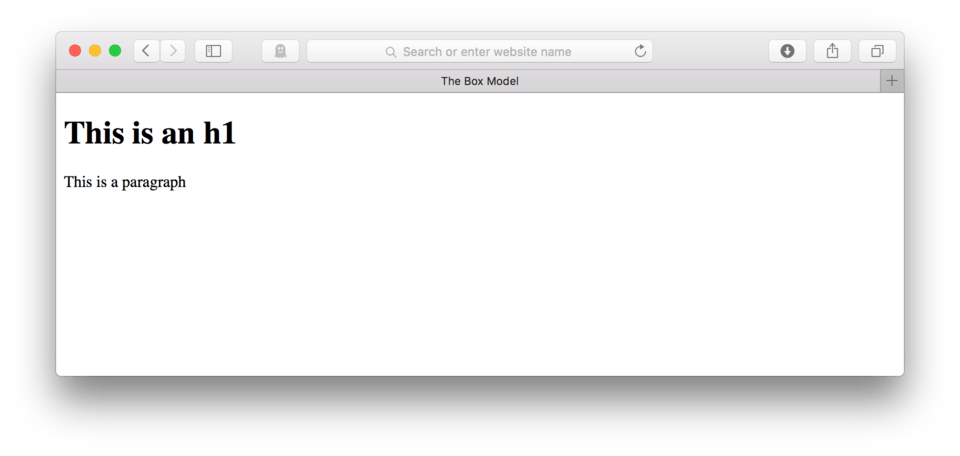 Search or enter website name
The Box Model
This is an h1
This is a paragraph